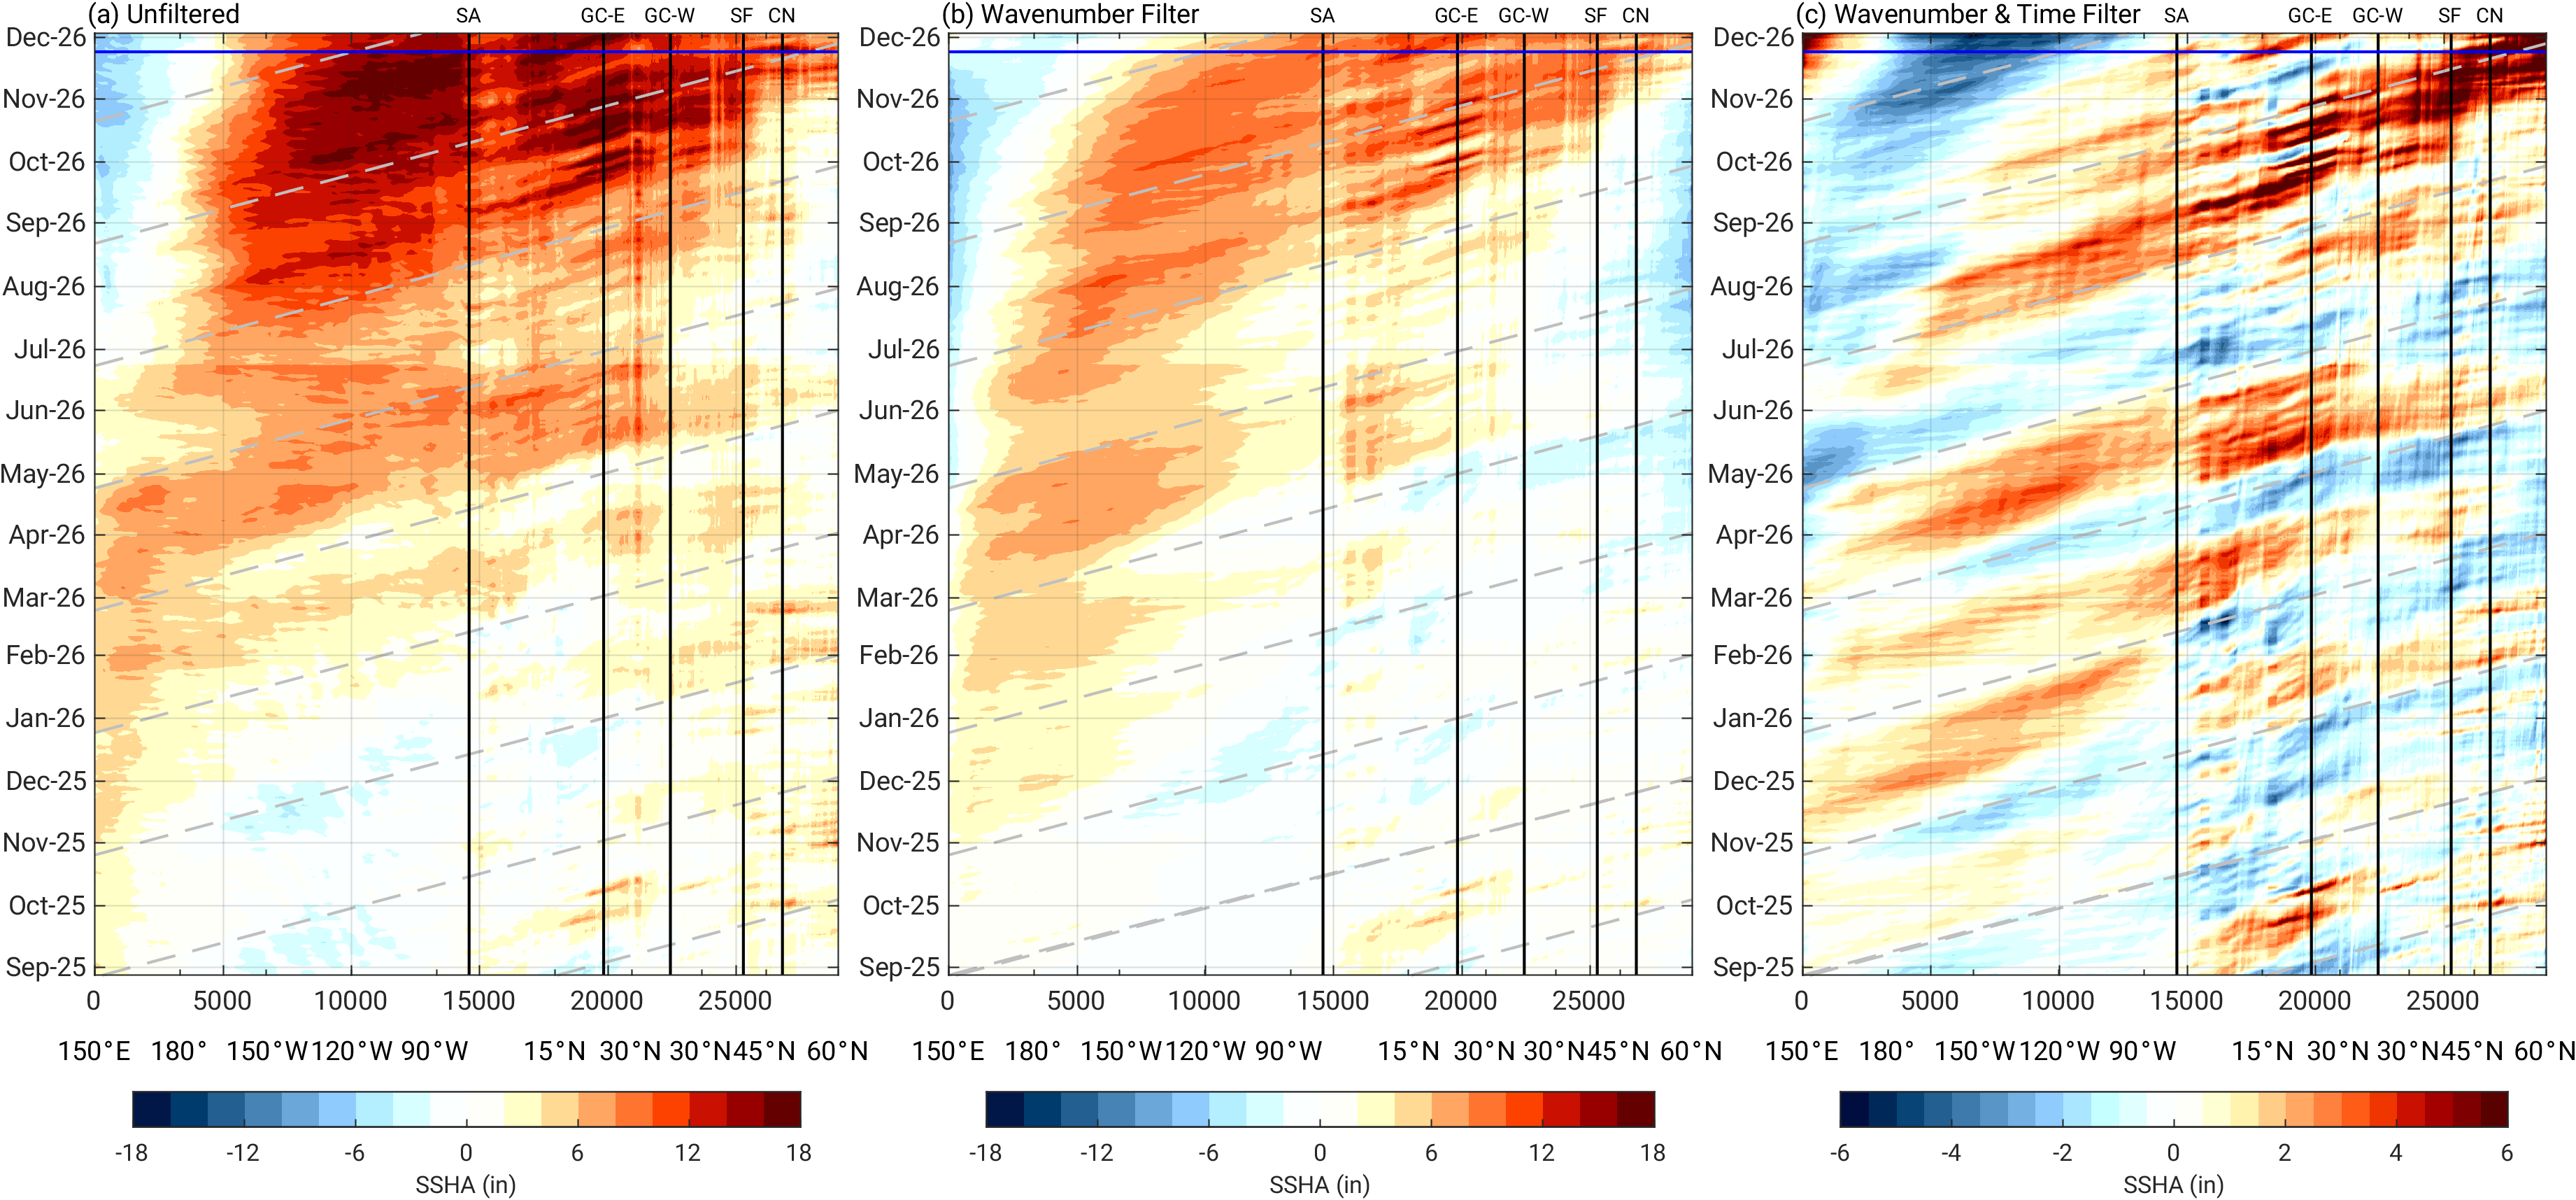 (a) Unfiltered SA GC-E GC-W SF CN
Dec-26
Nov-26
Oct-26
Sep-26
Aug-26
Jul-26
Jun-26
May-26
Apr-26
Mar-26
Feb-26
Jan-26
Dec-25
Nov-25
Oct-25
Sep-25
0 5000 10000 15000 20000 25000
150°E 180° 150°W 120°W 90°W 15°N 30°N 30°N 45°N 60°N
-18 -12 -6 0 6 12 18
SSHA (in)
(b) Wavenumber Filter SA GC-E GC-W SF CN
Dec-26
Nov-26
Oct-26
Sep-26
Aug-26
Jul-26
Jun-26
May-26
Apr-26
Mar-26
Feb-26
Jan-26
Dec-25
Nov-25
Oct-25
Sep-25
0 5000 10000 15000 20000 25000
150°E 180° 150°W 120°W 90°W 15°N 30°N 30°N 45°N 60°N
-18 -12 -6 0 6 12 18
SSHA (in)
(c) Wavenumber & Time Filter SA GC-E GC-W SF CN
Dec-26
Nov-26
Oct-26
Sep-26
Aug-26
Jul-26
Jun-26
May-26
Apr-26
Mar-26
Feb-26
Jan-26
Dec-25
Nov-25
Oct-25
Sep-25
0 5000 10000 15000 20000 25000
150°E 180° 150°W 120°W 90°W 15°N 30°N 30°N 45°N 60°N
-6 -4 -2 0 2 4 6
SSHA (in)